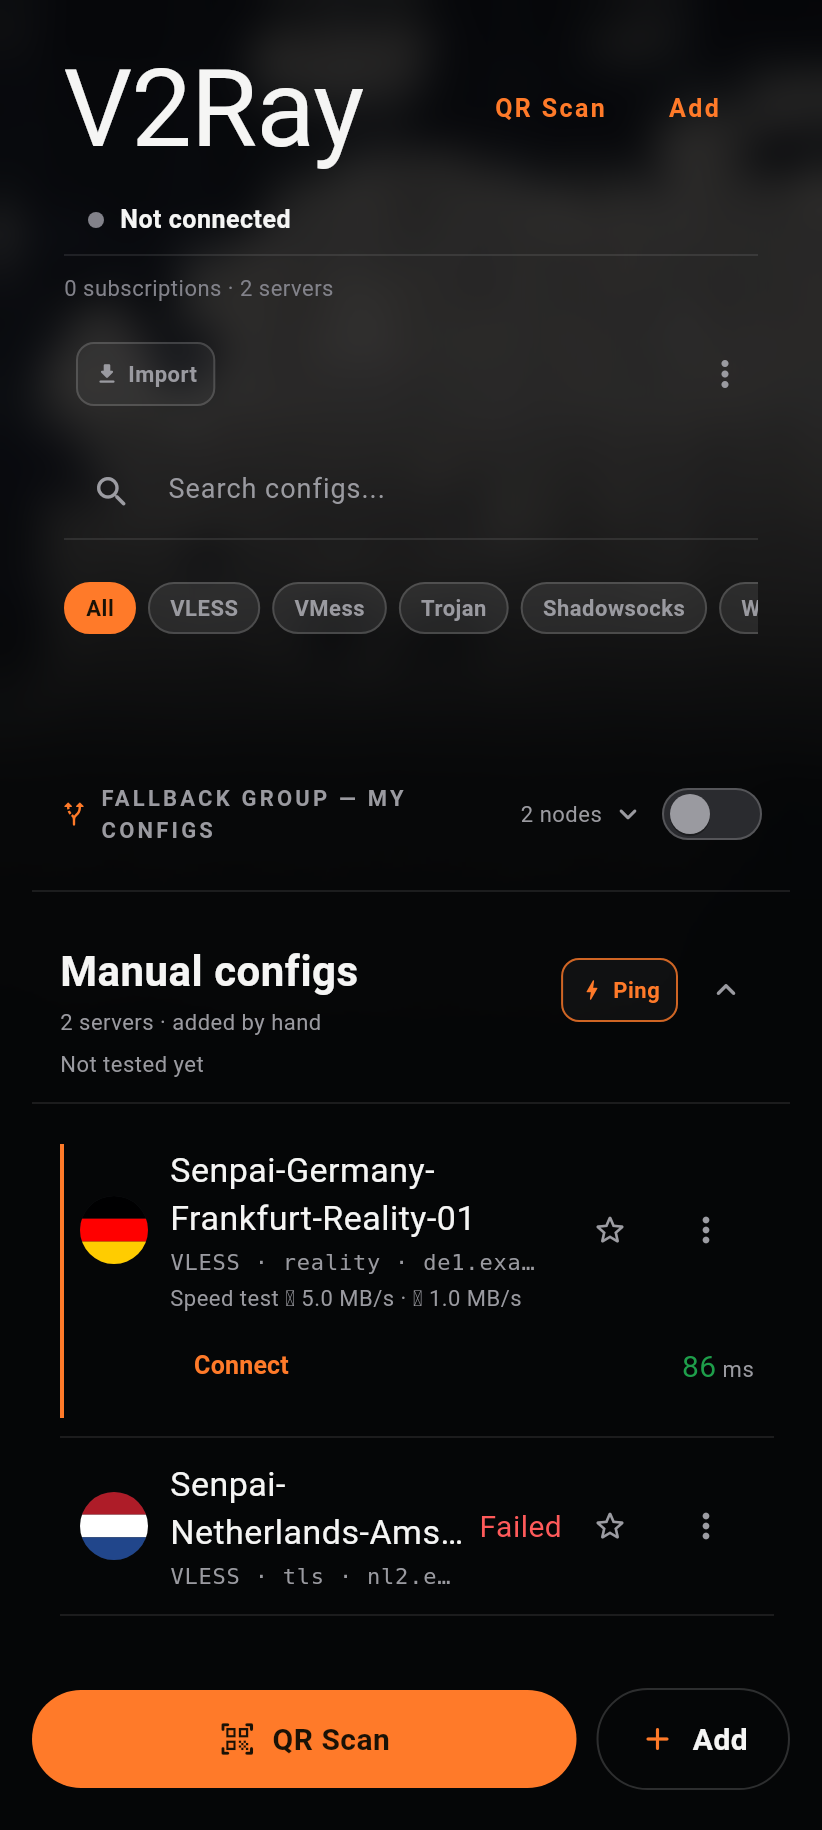 V2Ray
QR Scan
Add
Not connected
0 subscriptions · 2 servers
Import
Search configs...
All
VLESS
VMess
Trojan
Shadowsocks
W
FALLBACK GROUP — MY
CONFIGS
2 nodes
Manual configs
Ping
2 servers · added by hand
Not tested yet
Senpai-Germany-
Frankfurt-Reality-01
VLESS · reality · de1.exa…
Speed test 5.0 MB/s · 1.0 MB/s
Connect
86 ms
Senpai-
Netherlands-Ams…
Failed
VLESS · tls · nl2.e…
QR Scan
Add